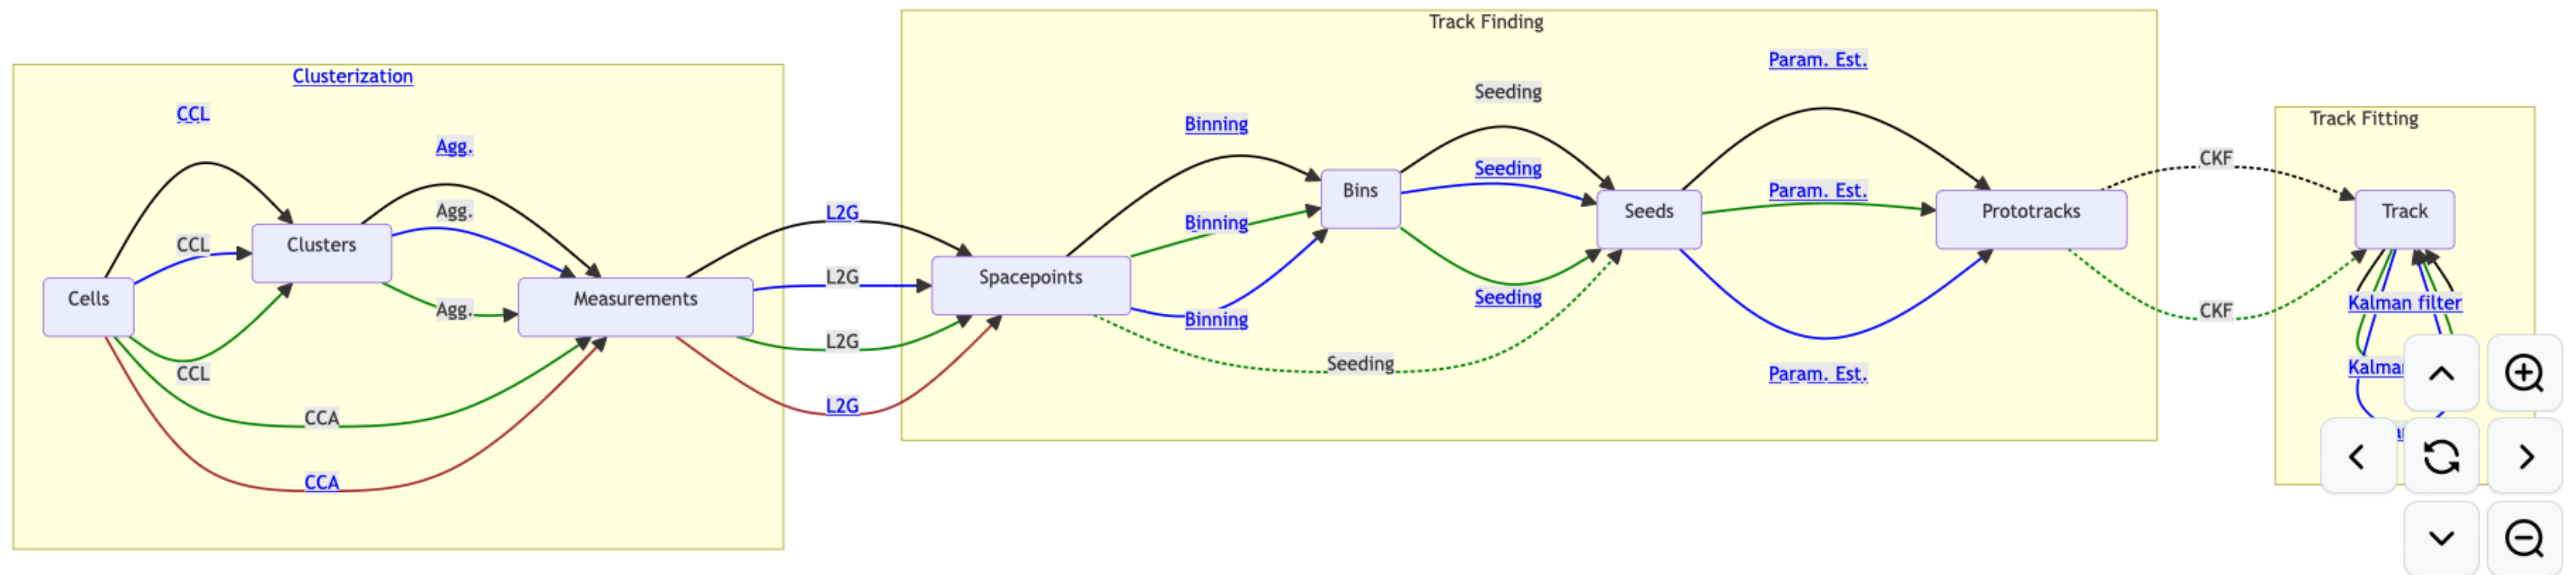 Clusterization
CCL
Agg.
Agg.
CCL
Clusters
Cells
Measurements
Agg.
CCL
CCA
CCA
L2G
L2G
L2G
L2G
Track Finding
Param. Est.
Seeding
Binning
Seeding
Bins
Param. Est.
Seeds
Prototracks
Binning
Spacepoints
Seeding
Binning
Seeding
Param. Est.
CKF
CKF
Track Fitting
Track
Kalman filter